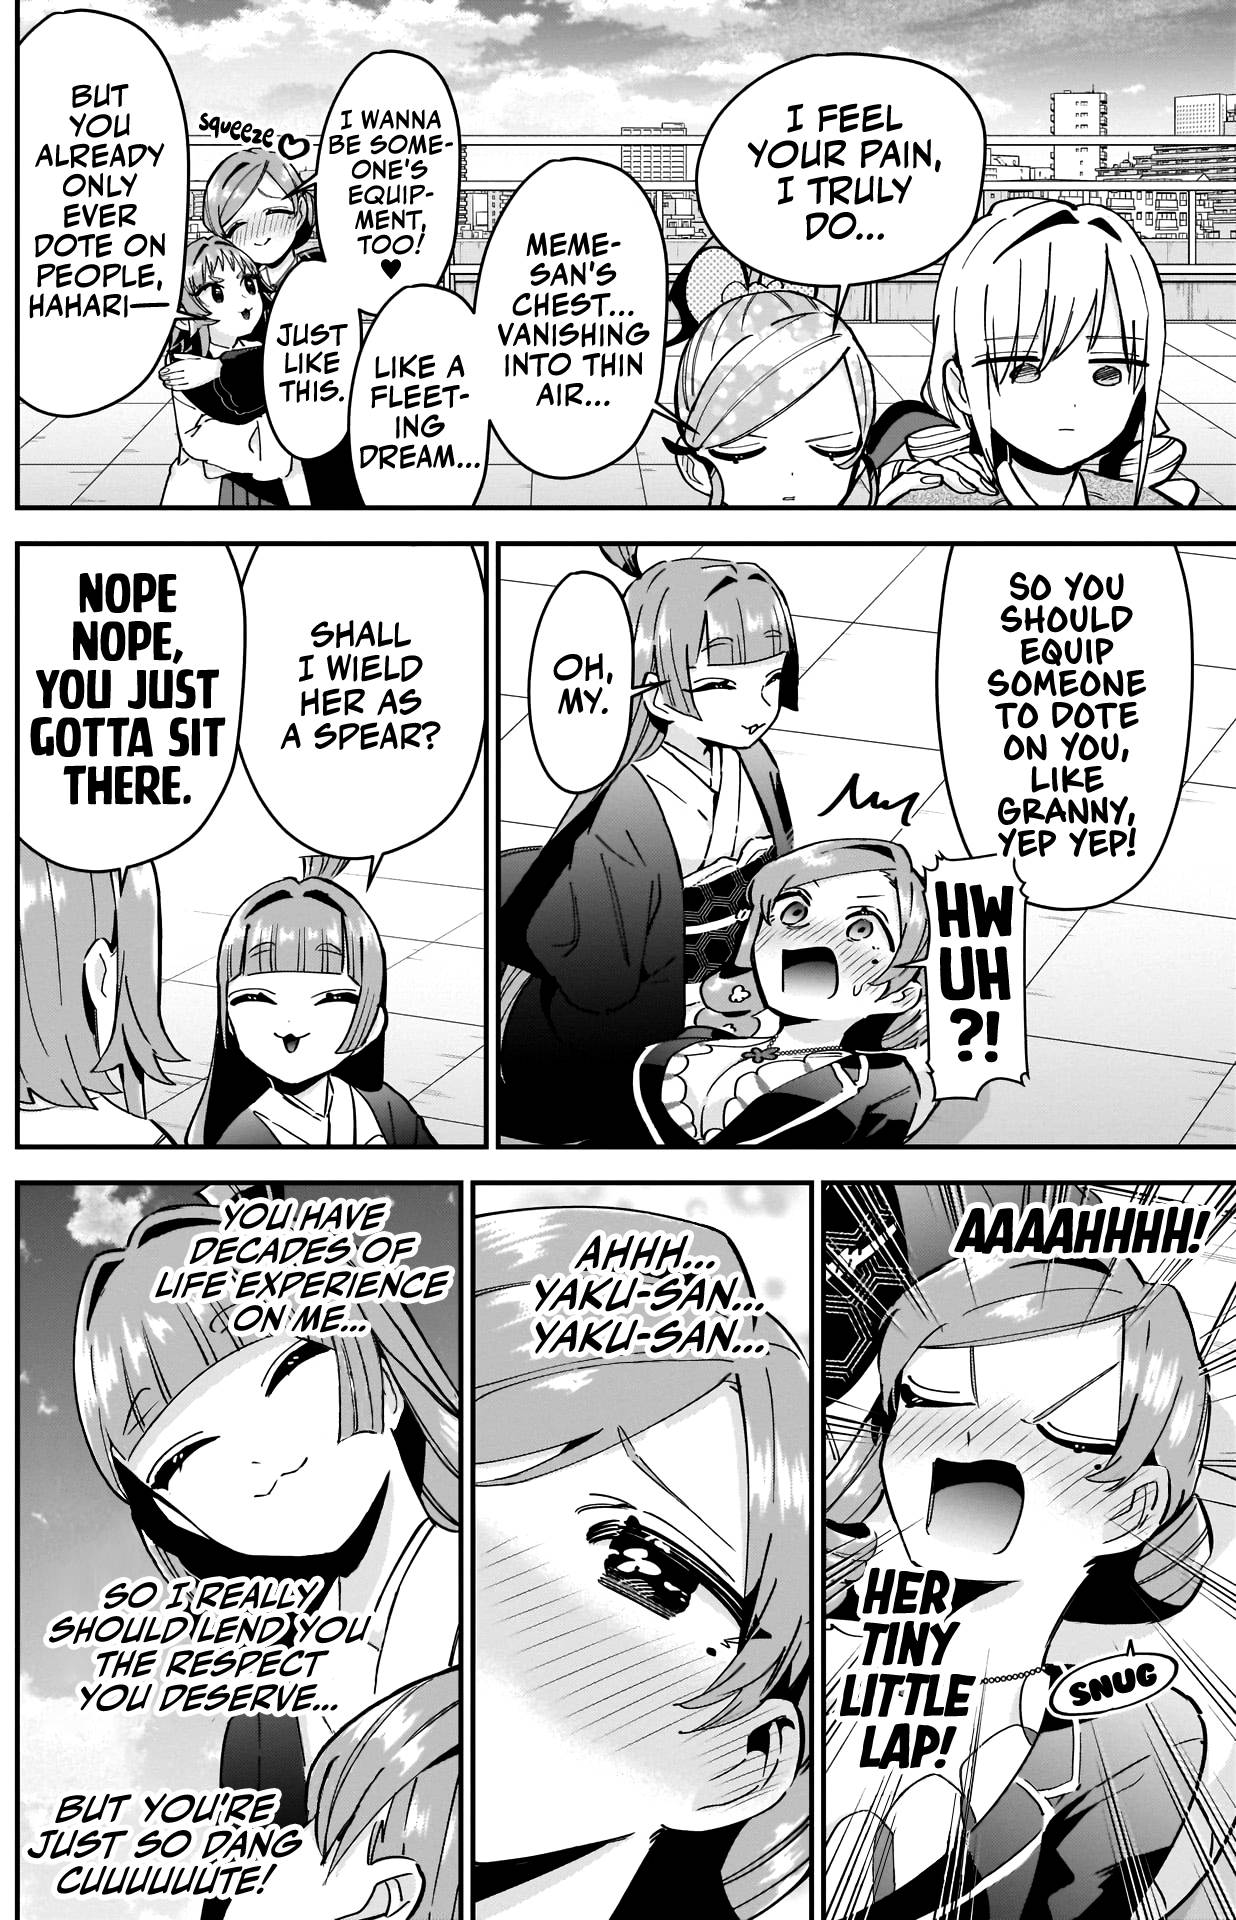 I FEEL
YOUR PAIN,
I TRULY
DO...
MEME-
SAN'S
CHEST...
VANISHING
INTO THIN
AIR...
LIKE A
FLEET-
ING
DREAM...
I WANNA
BE SOME-
ONE'S
EQUIP-
MENT,
TOO!
♥
squeeze ♡
JUST
LIKE
THIS.
BUT
YOU
ALREADY
ONLY
EVER
DOTE ON
PEOPLE,
HAHARI—
SO YOU
SHOULD
EQUIP
SOMEONE
TO DOTE
ON YOU,
LIKE
GRANNY,
YEP YEP!
HW
UH
?!
OH,
MY.
SHALL
I WIELD
HER AS
A SPEAR?
NOPE
NOPE,
YOU JUST
GOTTA SIT
THERE.
AAAAHHHH!
HER
TINY
LITTLE
LAP!
SNUG
AHHH...
YAKU-SAN...
YAKU-SAN...
YOU HAVE
DECADES OF
LIFE EXPERIENCE
ON ME...
SO I REALLY
SHOULD LEND YOU
THE RESPECT
YOU DESERVE...
BUT YOU'RE
JUST SO DANG
CUUUUUUTE!